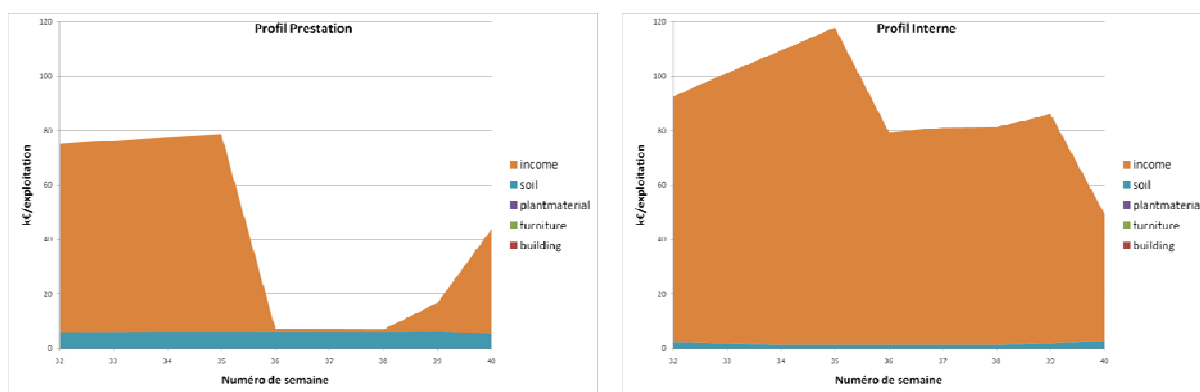 Profil Prestation
120
100
80
60
40
20
0
k€/exploitation
32 33 34 35 36 37 38 39 40
Numéro de semaine
income
soil
plantmaterial
furniture
building
Profil Interne
120
100
80
60
40
20
0
k€/exploitation
32 33 34 35 36 37 38 39 40
Numéro de semaine
income
soil
plantmaterial
furniture
building